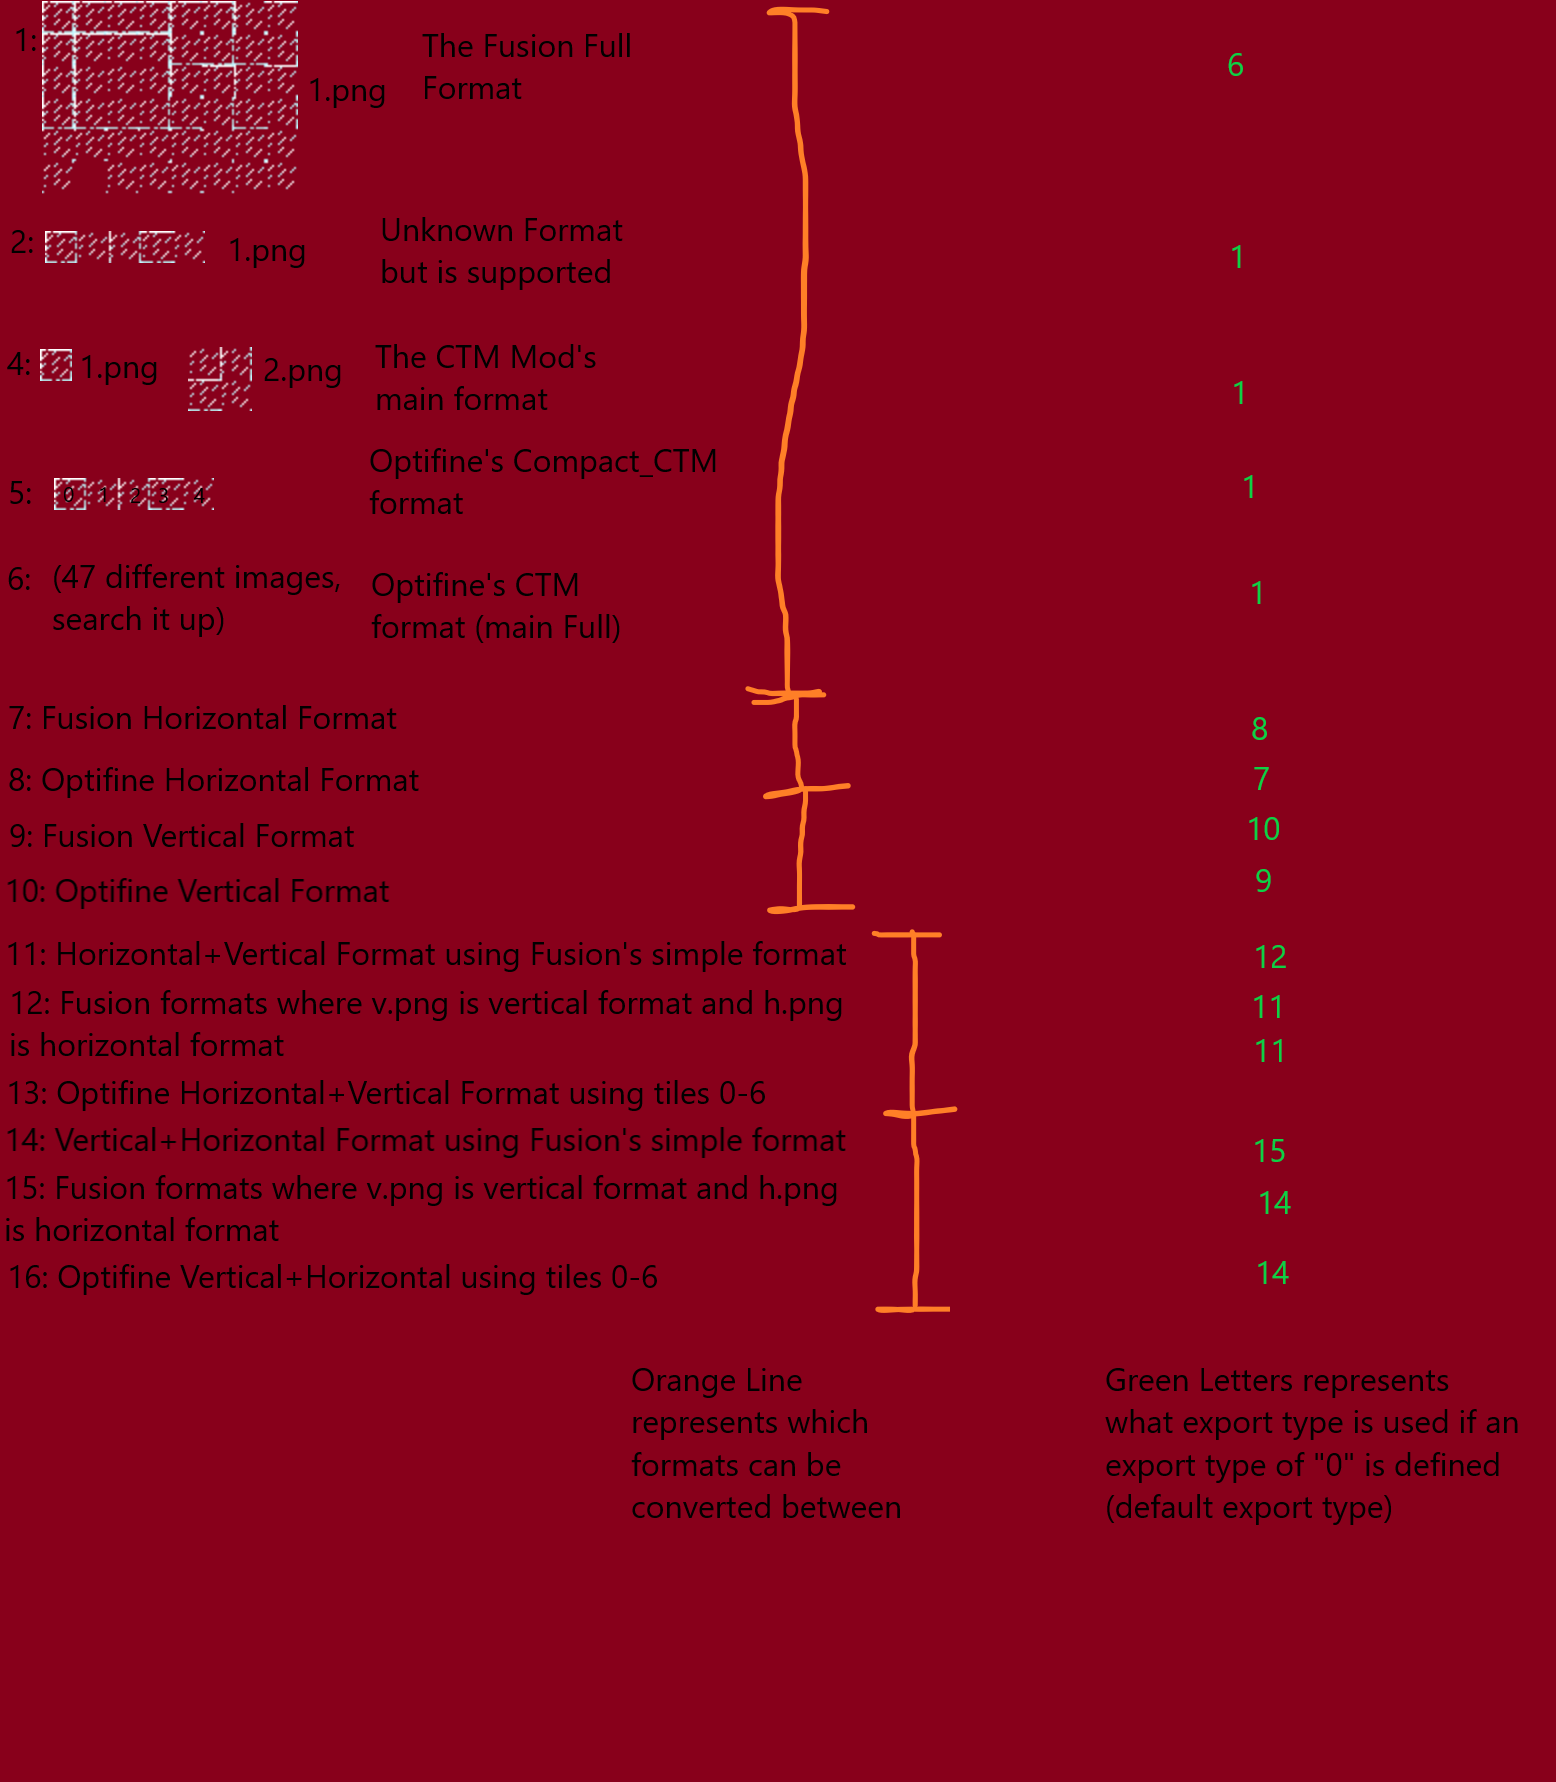 1:
1.png
The Fusion Full
Format
6
2:
1.png
Unknown Format
but is supported
1
4:
1.png
2.png
The CTM Mod's
main format
1
5:
0 1 2 3 4
Optifine's Compact_CTM
format
1
6:
(47 different images,
search it up)
Optifine's CTM
format (main Full)
1
7: Fusion Horizontal Format
8
8: Optifine Horizontal Format
7
9: Fusion Vertical Format
10
10: Optifine Vertical Format
9
11: Horizontal+Vertical Format using Fusion's simple format
12
12: Fusion formats where v.png is vertical format and h.png
is horizontal format
11
13: Optifine Horizontal+Vertical Format using tiles 0-6
11
14: Vertical+Horizontal Format using Fusion's simple format
15
15: Fusion formats where v.png is vertical format and h.png
is horizontal format
14
16: Optifine Vertical+Horizontal using tiles 0-6
14
Orange Line
represents which
formats can be
converted between
Green Letters represents
what export type is used if an
export type of "0" is defined
(default export type)